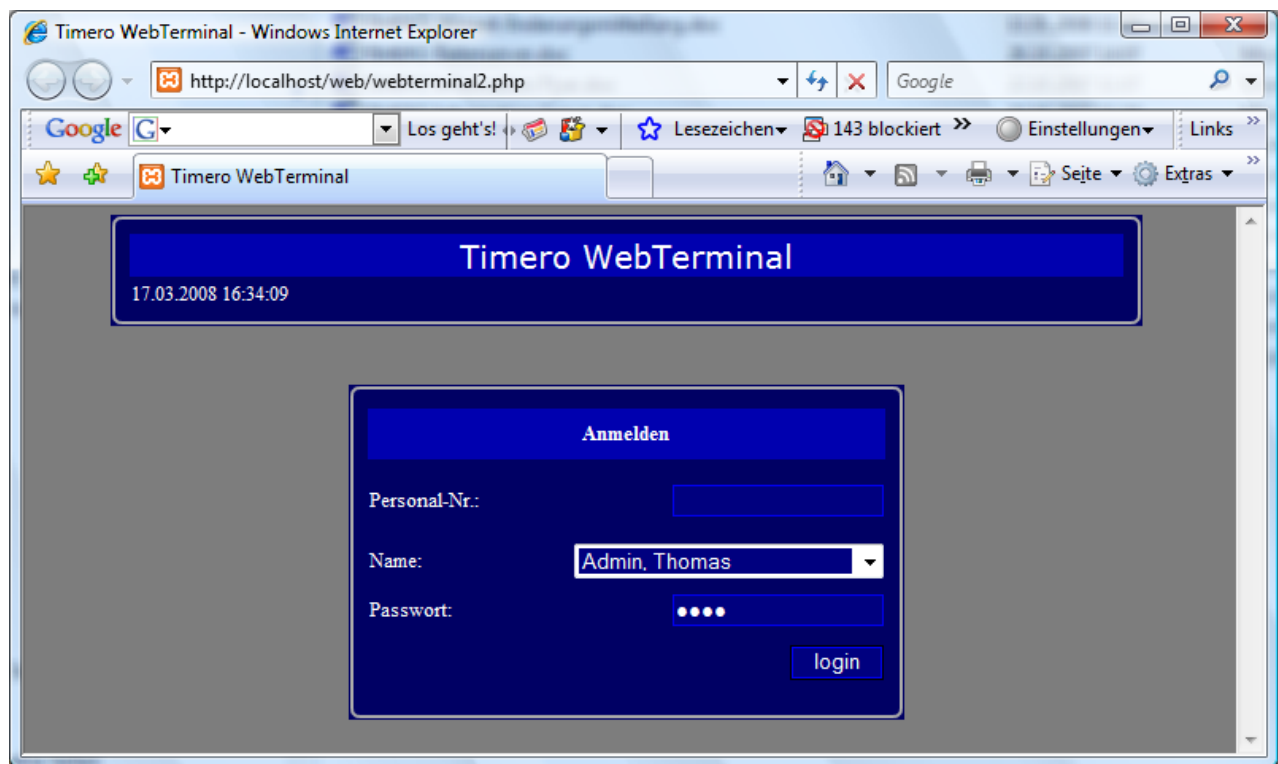 Timero WebTerminal - Windows Internet Explorer
http://localhost/web/webterminal2.php
Google
Google G Los geht's! Lesezeichen 143 blockiert » Einstellungen Links »
Timero WebTerminal Seite Extras »
Timero WebTerminal
17.03.2008 16:34:09
Anmelden
Personal-Nr.:
Name: Admin, Thomas
Passwort: ••••
login